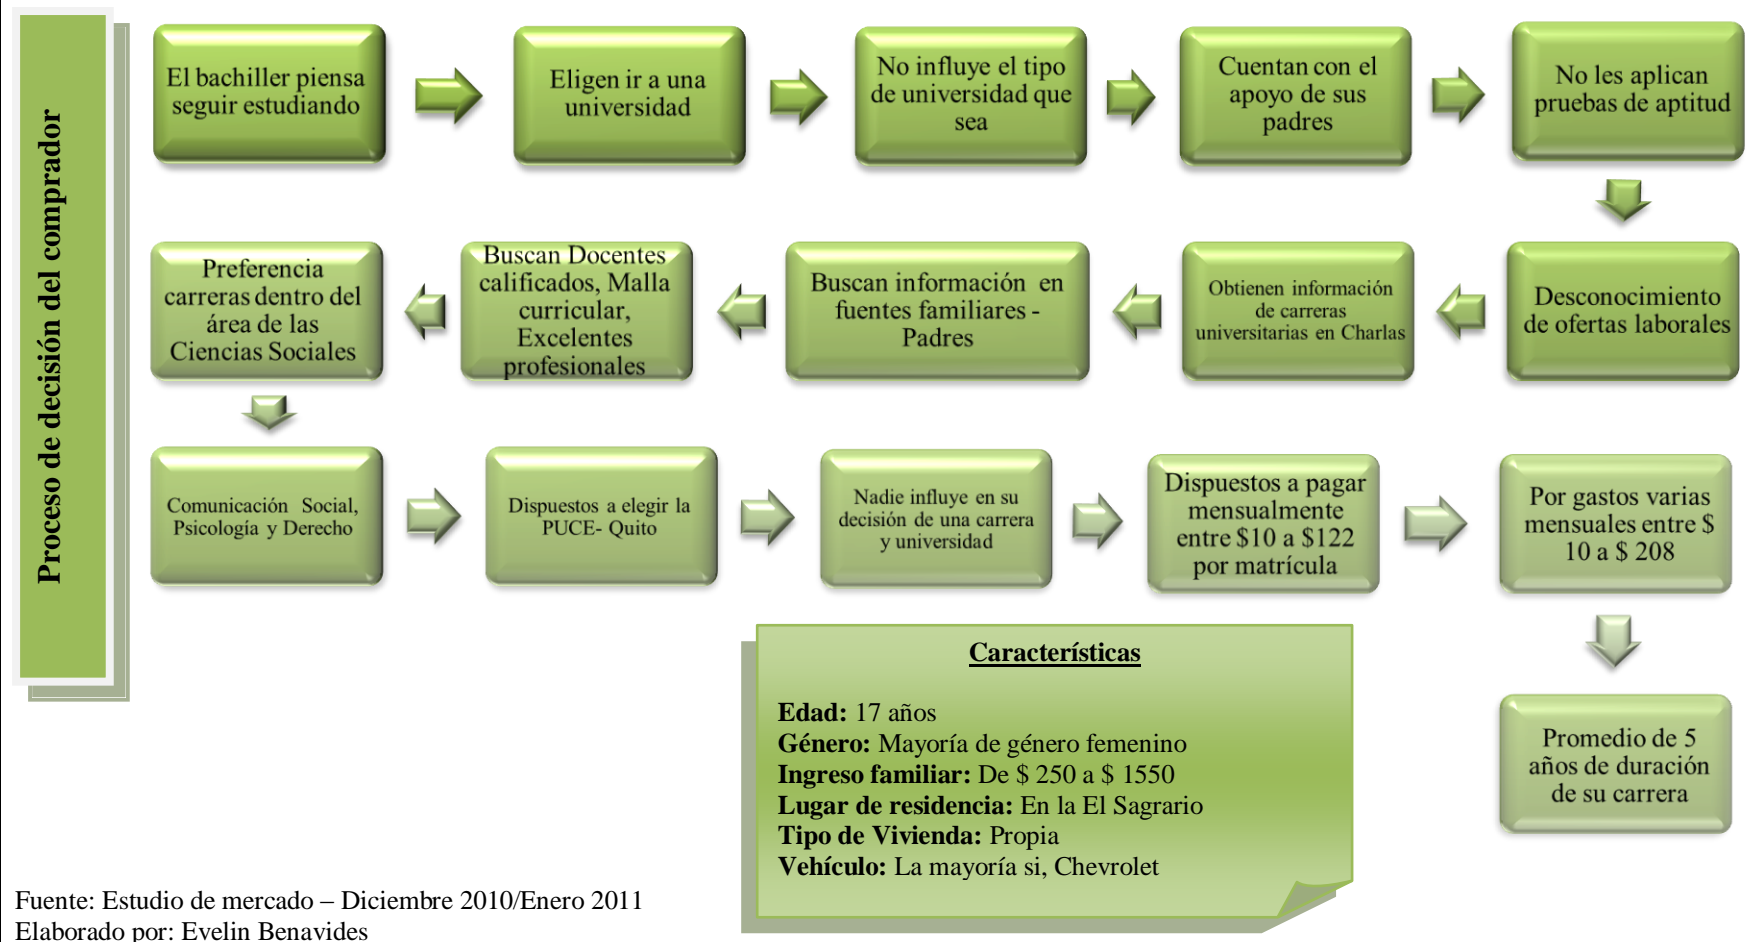 Proceso de decisión del comprador
El bachiller piensa
seguir estudiando
Eligen ir a una
universidad
No influye el tipo
de universidad que
sea
Cuentan con el
apoyo de sus
padres
No les aplican
pruebas de aptitud
Desconocimiento
de ofertas laborales
Obtienen información
de carreras
universitarias en Charlas
Buscan información en
fuentes familiares -
Padres
Buscan Docentes
calificados, Malla
curricular,
Excelentes
profesionales
Preferencia
carreras dentro del
área de las
Ciencias Sociales
Comunicación Social,
Psicología y Derecho
Dispuestos a elegir la
PUCE- Quito
Nadie influye en su
decisión de una carrera
y universidad
Dispuestos a pagar
mensualmente
entre $10 a $122
por matrícula
Por gastos varias
mensuales entre $
10 a $ 208
Promedio de 5
años de duración
de su carrera
Características
Edad: 17 años
Género: Mayoría de género femenino
Ingreso familiar: De $ 250 a $ 1550
Lugar de residencia: En la El Sagrario
Tipo de Vivienda: Propia
Vehículo: La mayoría si, Chevrolet
Fuente: Estudio de mercado – Diciembre 2010/Enero 2011
Elaborado por: Evelin Benavides